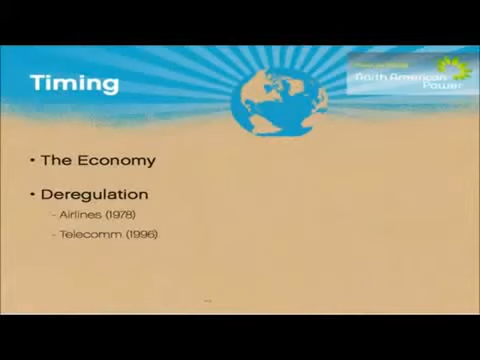 Timing
North American
Power
• The Economy
• Deregulation
- Airlines (1978)
- Telecomm (1996)